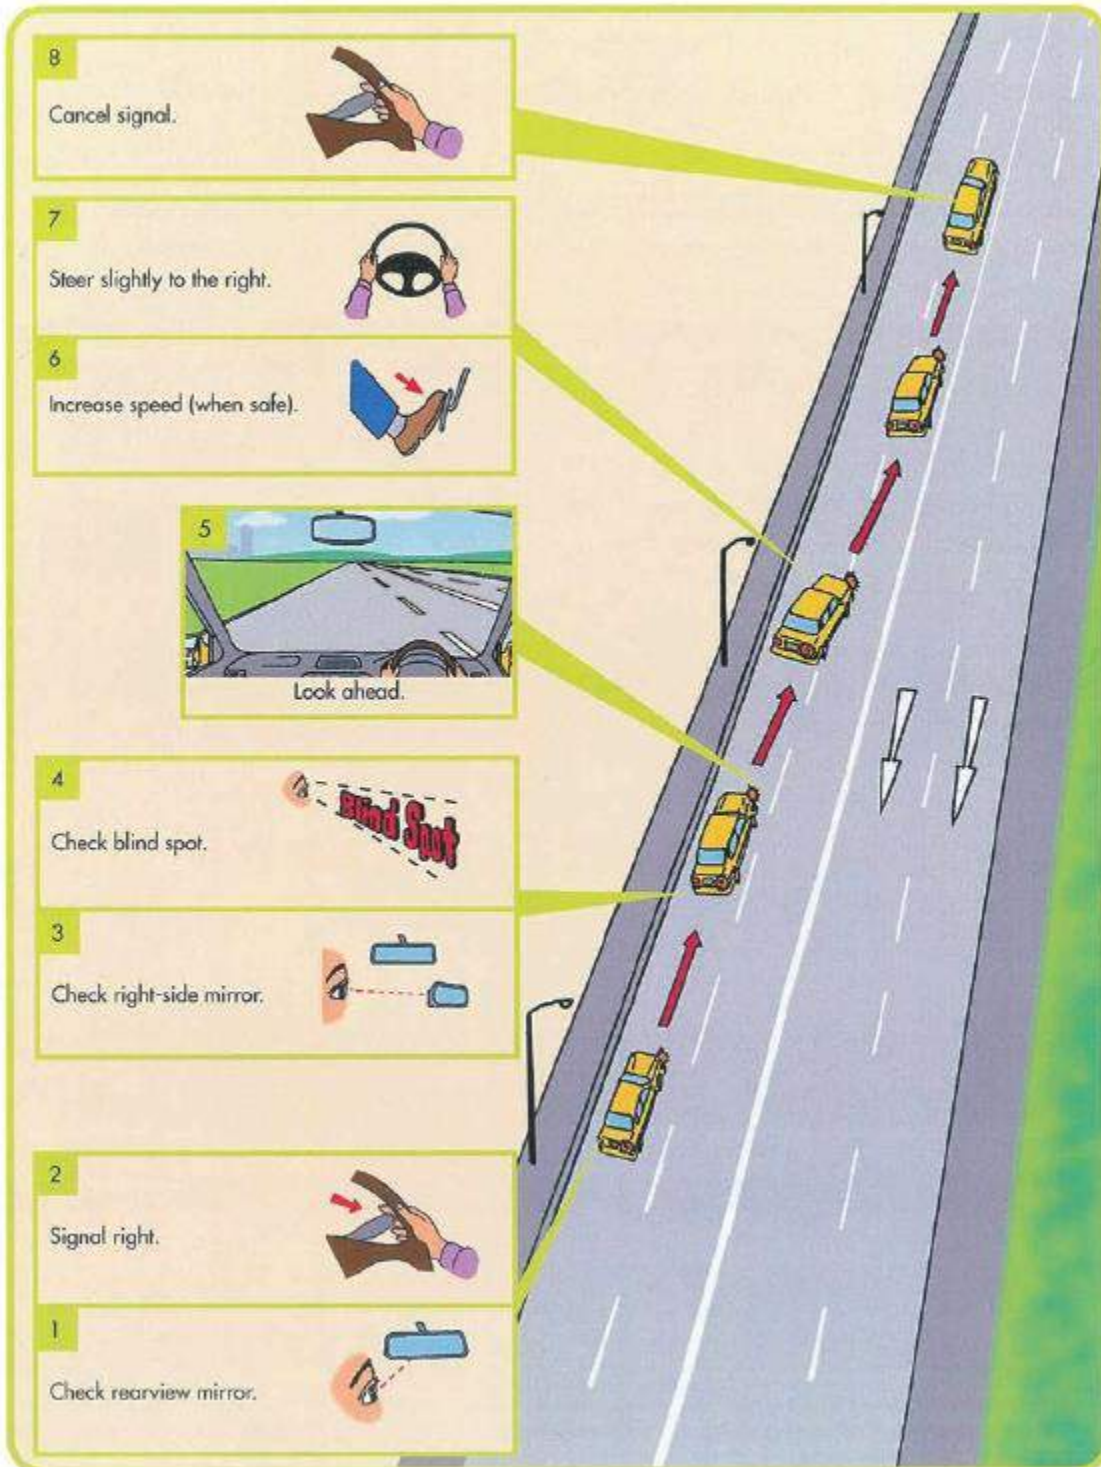 8
Cancel signal.
7
Steer slightly to the right.
6
Increase speed (when safe).
5
Look ahead.
4
Check blind spot.
Blind Spot
3
Check right-side mirror.
2
Signal right.
1
Check rearview mirror.